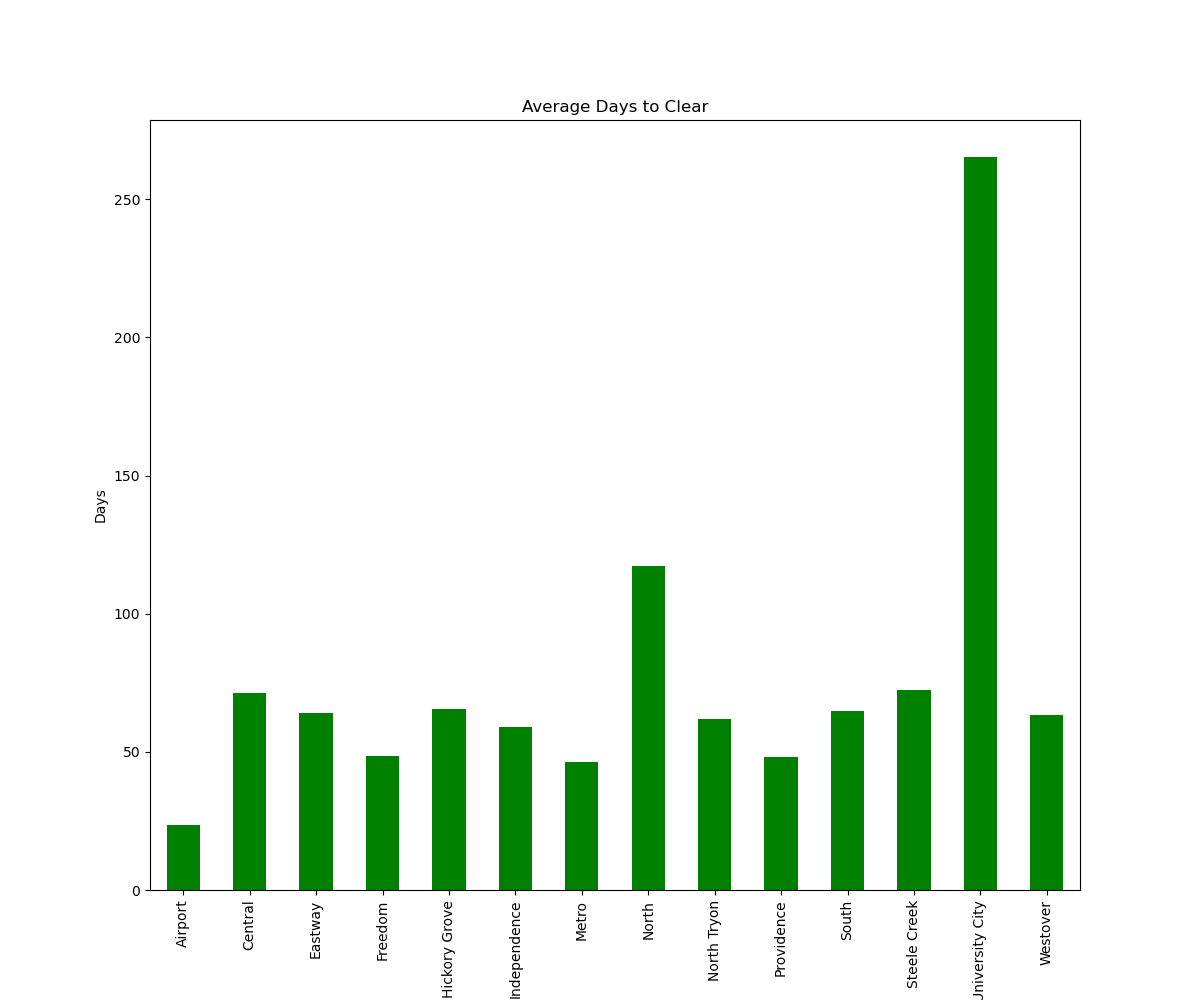 Average Days to Clear
Days
250
200
150
100
50
0
Airport
Central
Eastway
Freedom
Hickory Grove
Independence
Metro
North
North Tryon
Providence
South
Steele Creek
University City
Westover